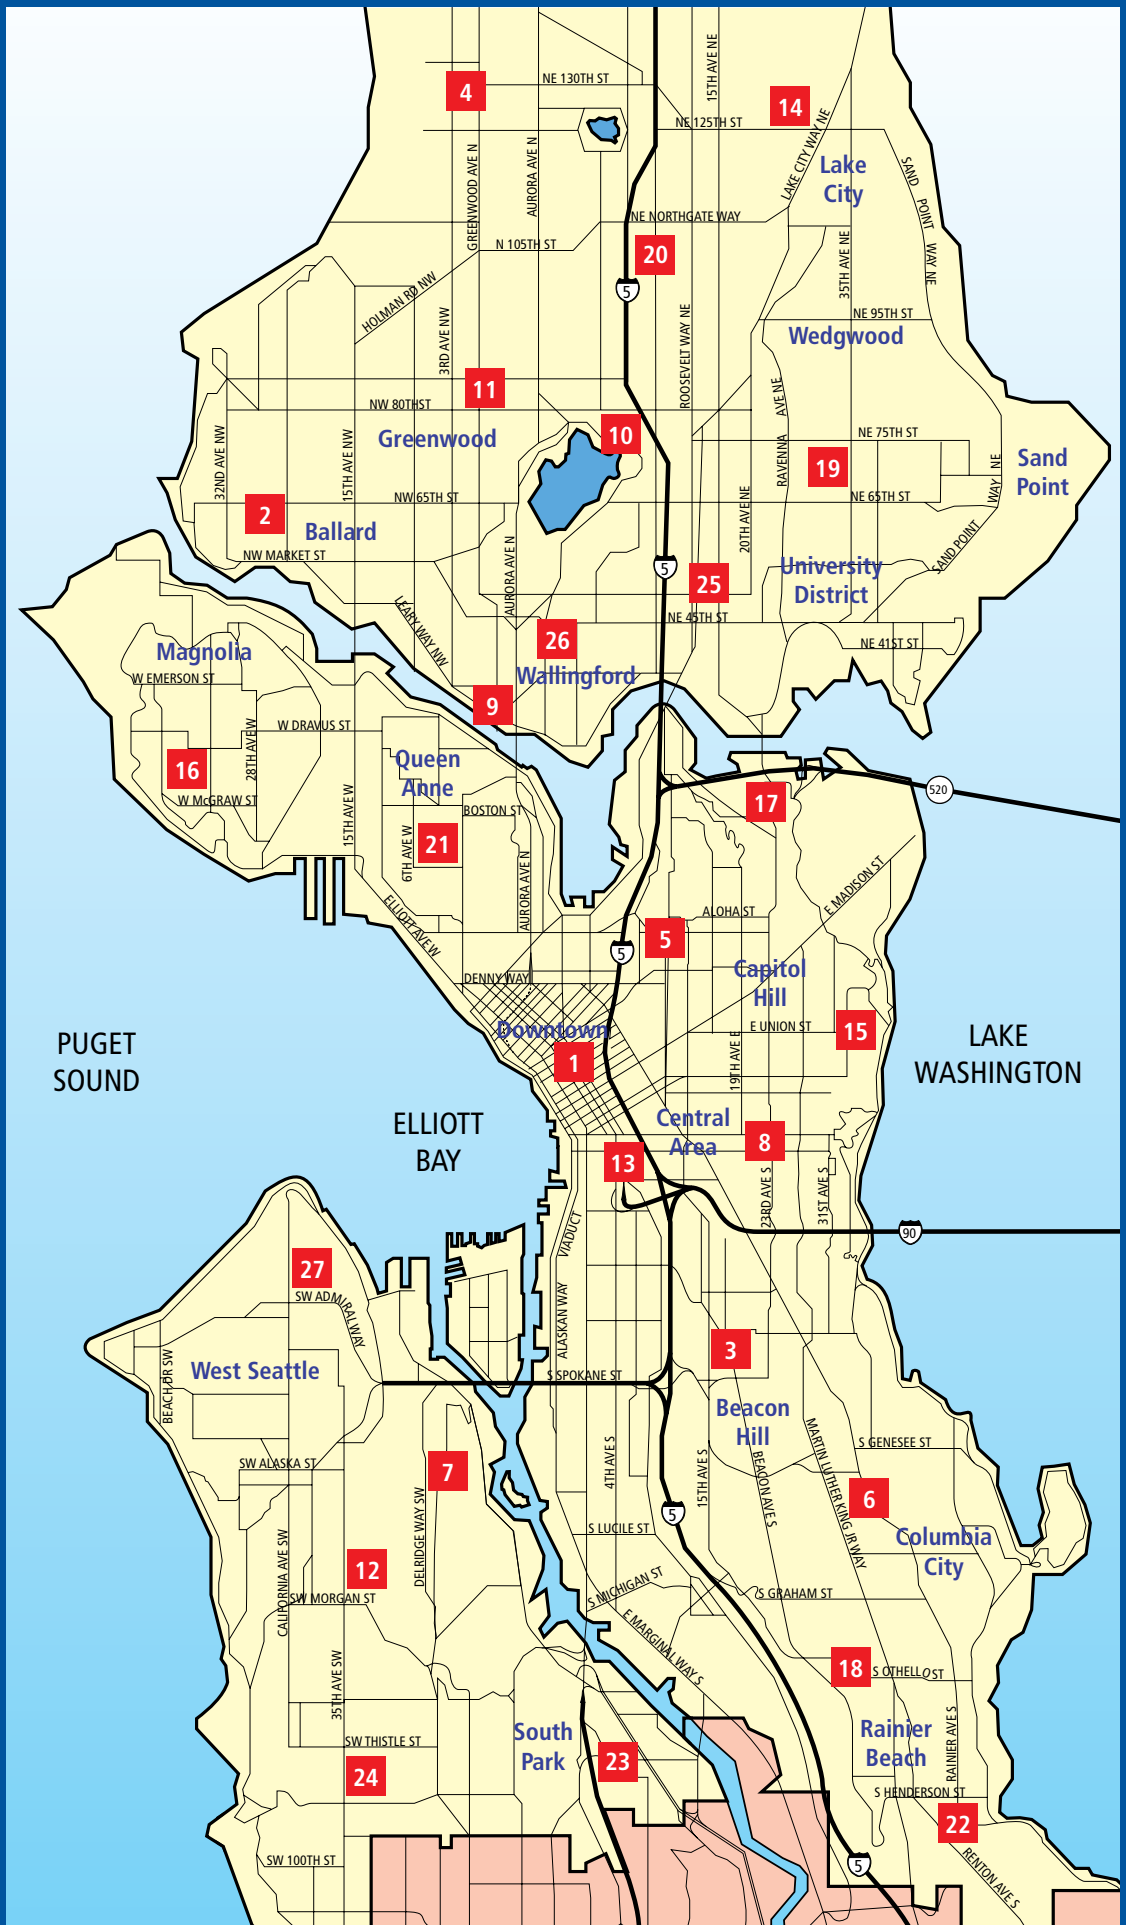 15TH AVE NE
NE 130TH ST
4
14
NE 125TH ST
LAKE CITY WAY NE
GREENWOOD AVE N
AURORA AVE N
Lake
City
SAND POINT WAY NE
NE NORTHGATE WAY
N 105TH ST
20
35TH AVE NE
5
HOLMAN RD NW
3RD AVE NW
ROOSEVELT WAY NE
NE 95TH ST
Wedgwood
11
NW 80THST
RAVENNA AVE NE
10
Greenwood
NE 75TH ST
32ND AVE NW
15TH AVE NW
19
Sand
Point
NW 65TH ST
NE 65TH ST
SAND POINT WAY NE
2
Ballard
20TH AVE NE
NW MARKET ST
AURORA AVE N
5
25
University
District
LEARY WAY NW
NE 45TH ST
26
NE 41ST ST
Magnolia
Wallingford
W EMERSON ST
9
W DRAVUS ST
28TH AVE W
Queen
Anne
16
520
W McGRAW ST
17
BOSTON ST
15TH AVE W
6TH AVE W
21
AURORA AVE N
E MADISON ST
ELLIOTT AVE W
ALOHA ST
5
5
Capitol
Hill
DENNY WAY
Downtown
E UNION ST
15
PUGET
SOUND
LAKE
WASHINGTON
1
19TH AVE E
ELLIOTT
BAY
Central
Area
8
13
23RD AVE S
31ST AVE S
VIADUCT
90
27
SW ADMIRAL WAY
ALASKAN WAY
3
West Seattle
BEACH DR SW
S SPOKANE ST
Beacon
Hill
S GENESEE ST
SW ALASKA ST
7
4TH AVE S
15TH AVE S
BEACON AVE S
MARTIN LUTHER KING JR WAY
6
5
S LUCILE ST
Columbia
City
CALIFORNIA AVE SW
12
DELRIDGE WAY SW
SW MORGAN ST
S MICHIGAN ST
S GRAHAM ST
E MARGINAL WAY S
18
S OTHELLO ST
35TH AVE SW
South
Park
Rainier
Beach
RAINIER AVE S
SW THISTLE ST
23
24
S HENDERSON ST
22
SW 100TH ST
5
RENTON AVE S